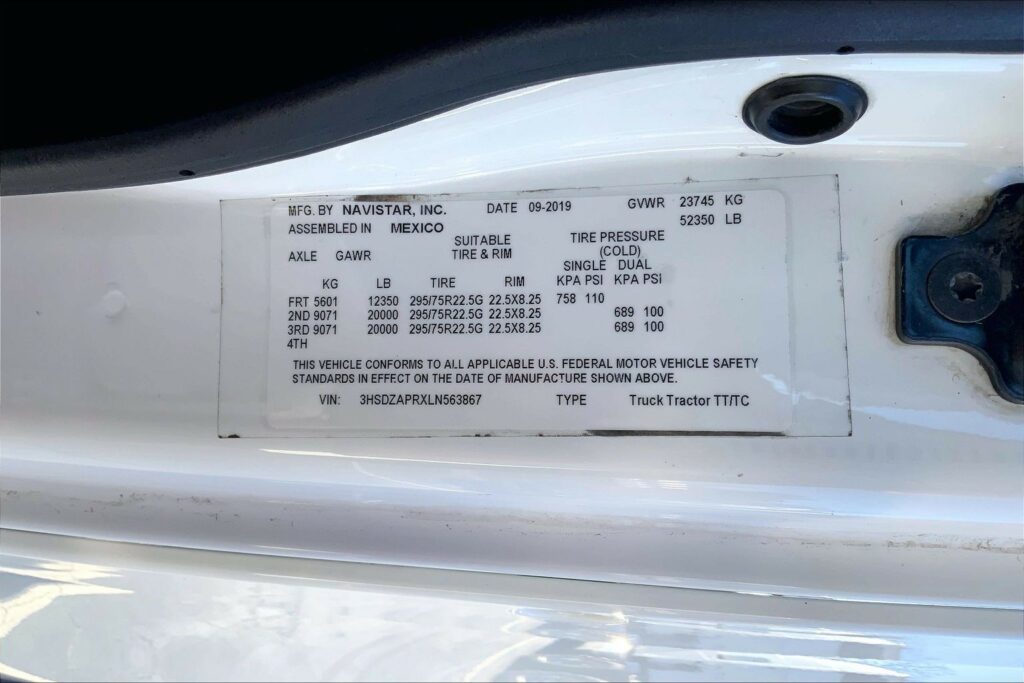 MFG. BY NAVISTAR, INC. DATE 09-2019 GVWR 23745 KG
52350 LB
ASSEMBLED IN MEXICO
SUITABLE TIRE PRESSURE
AXLE GAWR TIRE & RIM (COLD)
SINGLE DUAL
KG LB TIRE RIM KPA PSI KPA PSI
FRT 5601 12350 295/75R22.5G 22.5X8.25 758 110
2ND 9071 20000 295/75R22.5G 22.5X8.25 689 100
3RD 9071 20000 295/75R22.5G 22.5X8.25 689 100
4TH
THIS VEHICLE CONFORMS TO ALL APPLICABLE U.S. FEDERAL MOTOR VEHICLE SAFETY
STANDARDS IN EFFECT ON THE DATE OF MANUFACTURE SHOWN ABOVE.
VIN: 3HSDZAPRXLN563867 TYPE Truck Tractor TT/TC